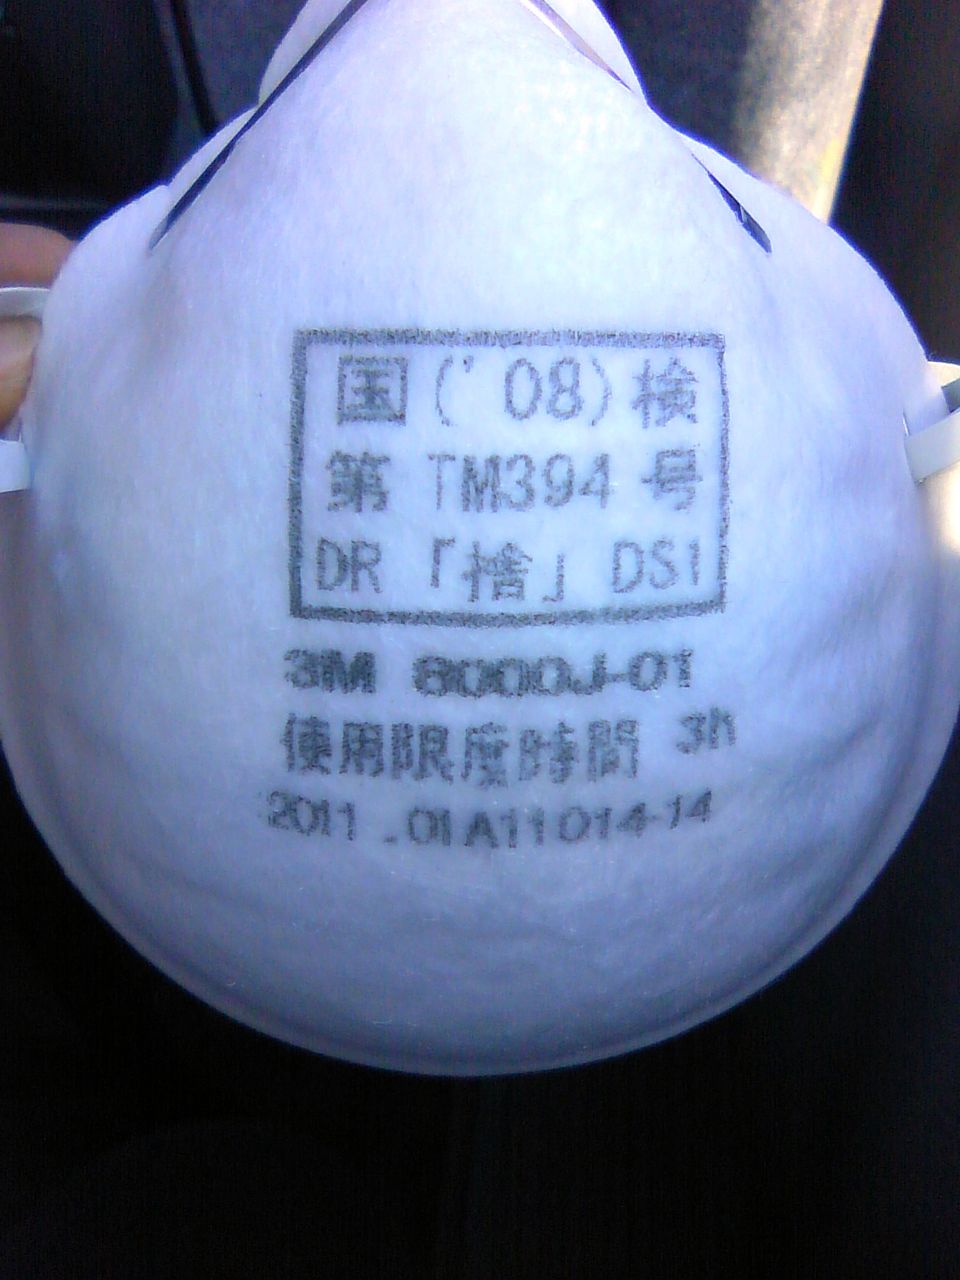 国('08)検
第 TM394 号
DR「捨」DS1
3M 8000J-01
使用限度時間 3h
2011.01A11014-14